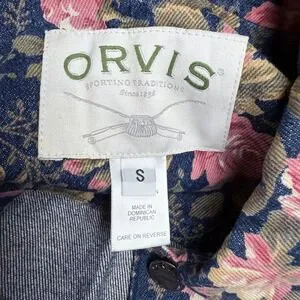 ORVIS
SPORTING TRADITIONS
Since 1856
S
MADE IN
DOMINICAN
REPUBLIC
CARE ON REVERSE